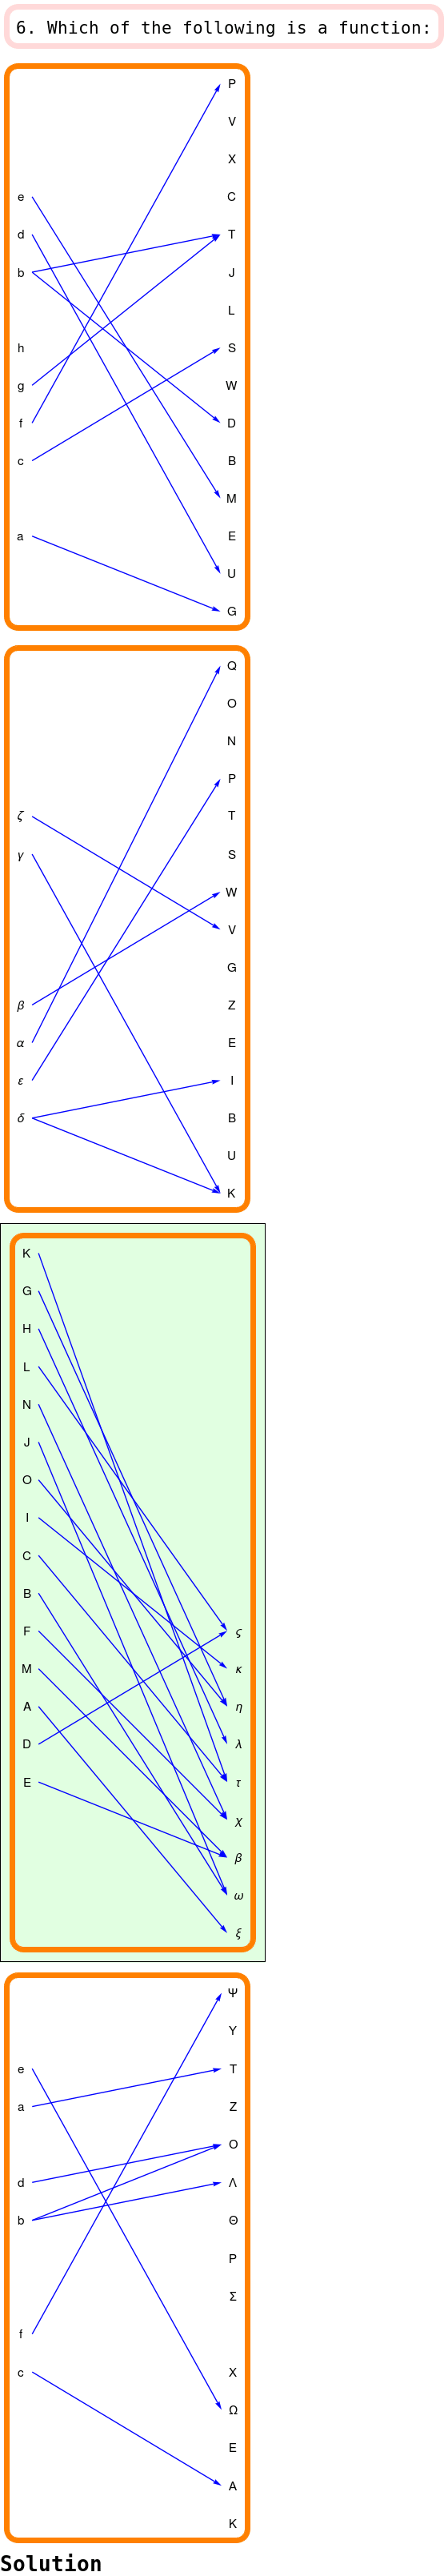 6. Which of the following is a function:
P
V
X
e C
d T
b J
L
h S
g W
f D
c B
M
a E
U
G
Q
O
N
P
ζ T
γ S
W
V
G
β Z
α E
ε I
δ B
U
K
K
G
H
L
N
J
O
I
C
B
F ς
M κ
A η
D λ
E τ
χ
β
ω
ξ
Ψ
Υ
e Τ
a Ζ
Ο
d Λ
b Θ
Ρ
Σ
f
c Χ
Ω
Ε
Α
Κ
Solution